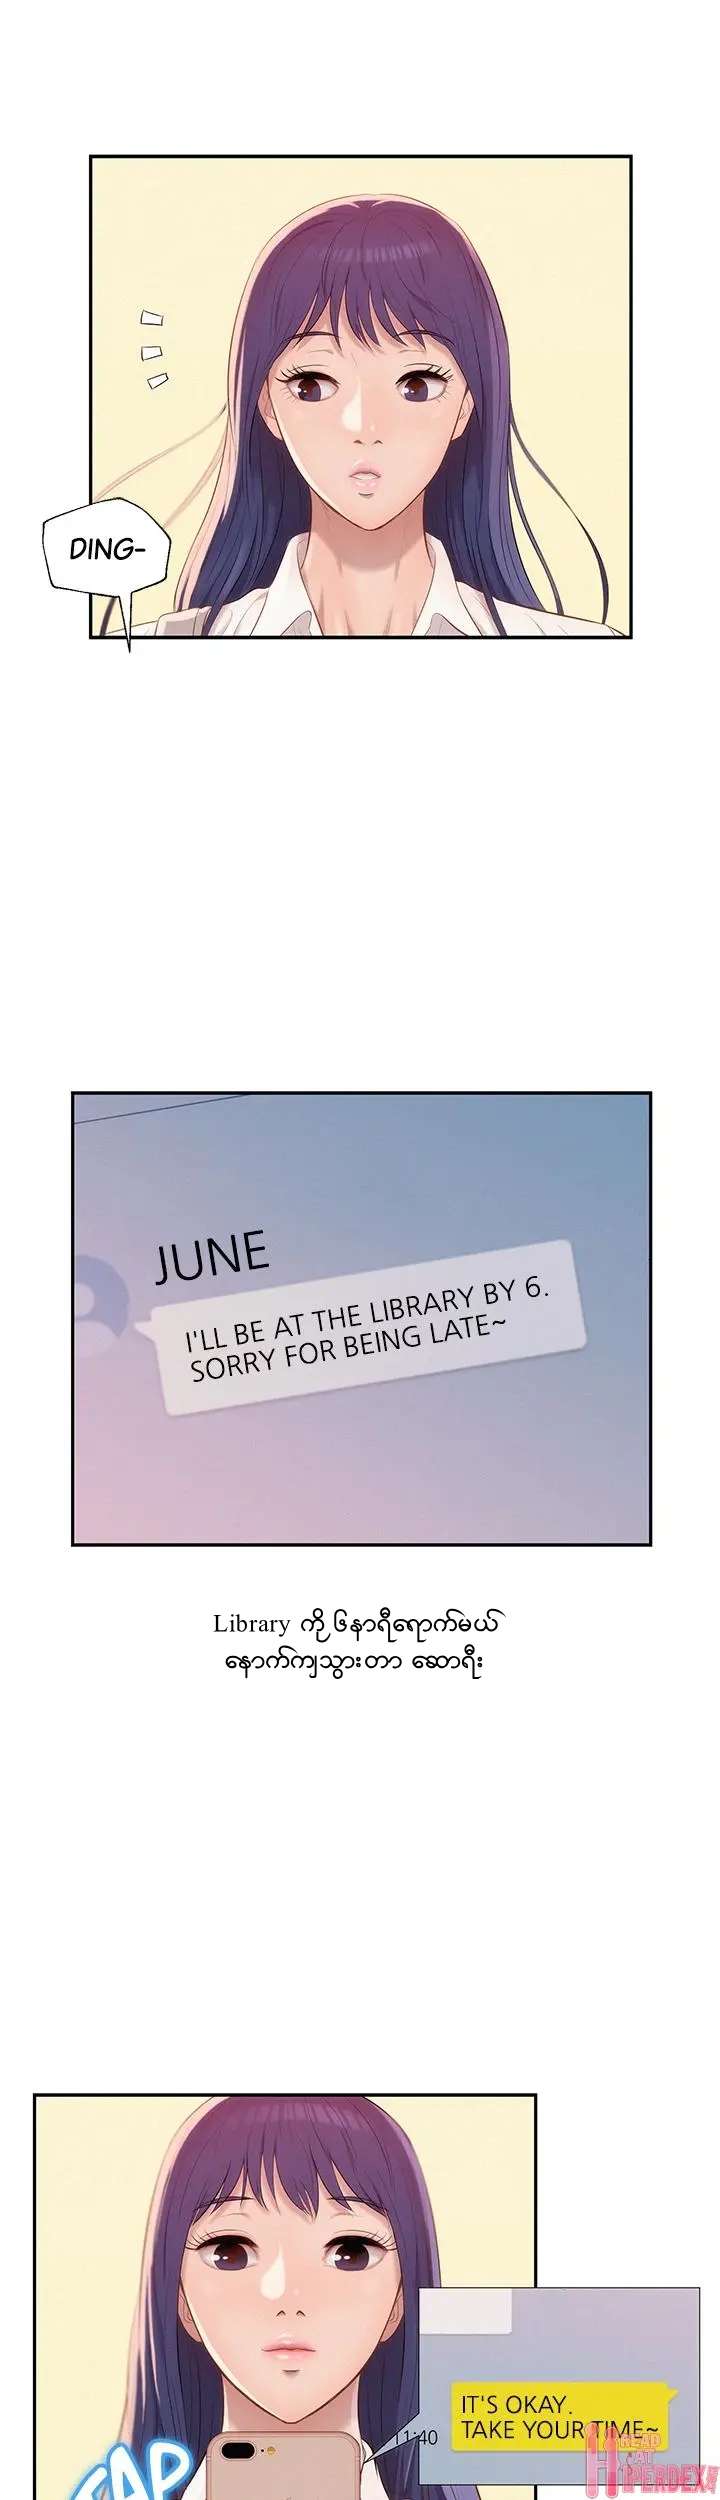 DING-
JUNE
I'LL BE AT THE LIBRARY BY 6.
SORRY FOR BEING LATE~
Library ကို ၆နာရီရောက်မယ်
နောက်ကျသွားတာ ဆောရီး
IT'S OKAY.
TAKE YOUR TIME~
11:40
TAP
READ
AT
HIPERDEX